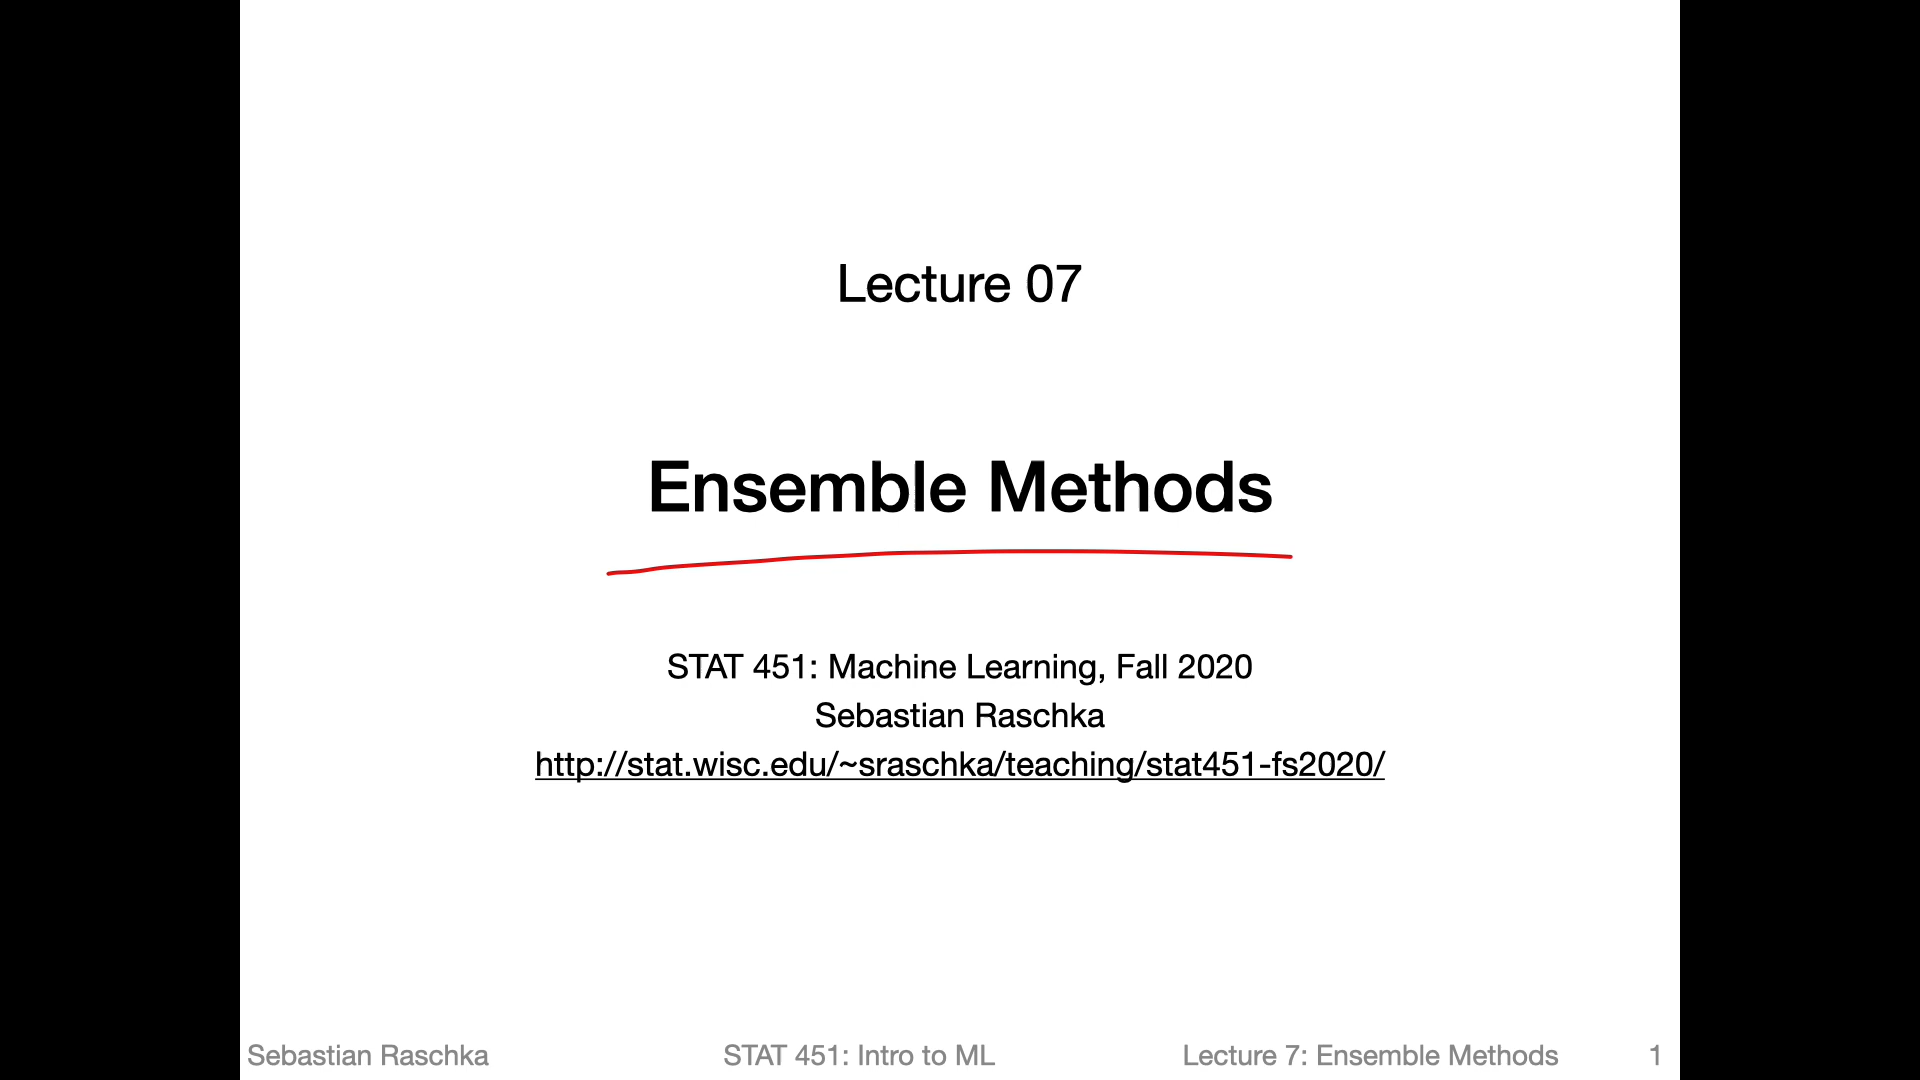 Lecture 07
Ensemble Methods
STAT 451: Machine Learning, Fall 2020
Sebastian Raschka
http://stat.wisc.edu/~sraschka/teaching/stat451-fs2020/
Sebastian Raschka STAT 451: Intro to ML Lecture 7: Ensemble Methods 1